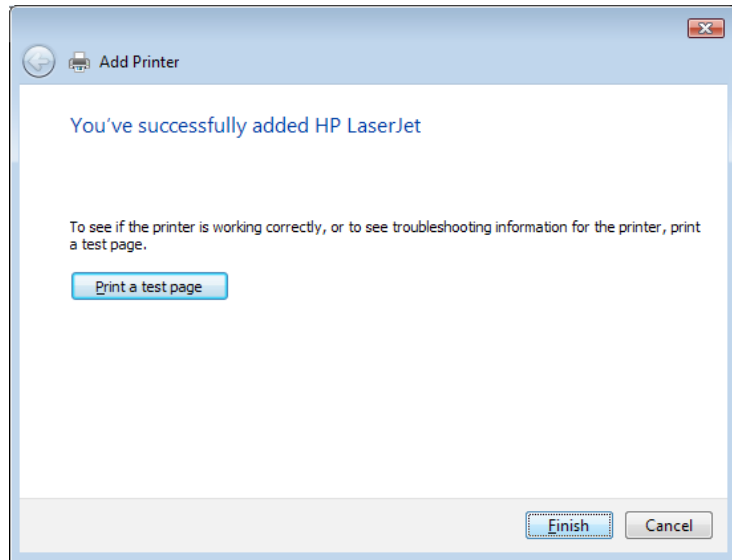 Add Printer
You've successfully added HP LaserJet
To see if the printer is working correctly, or to see troubleshooting information for the printer, print
a test page.
Print a test page
Finish Cancel